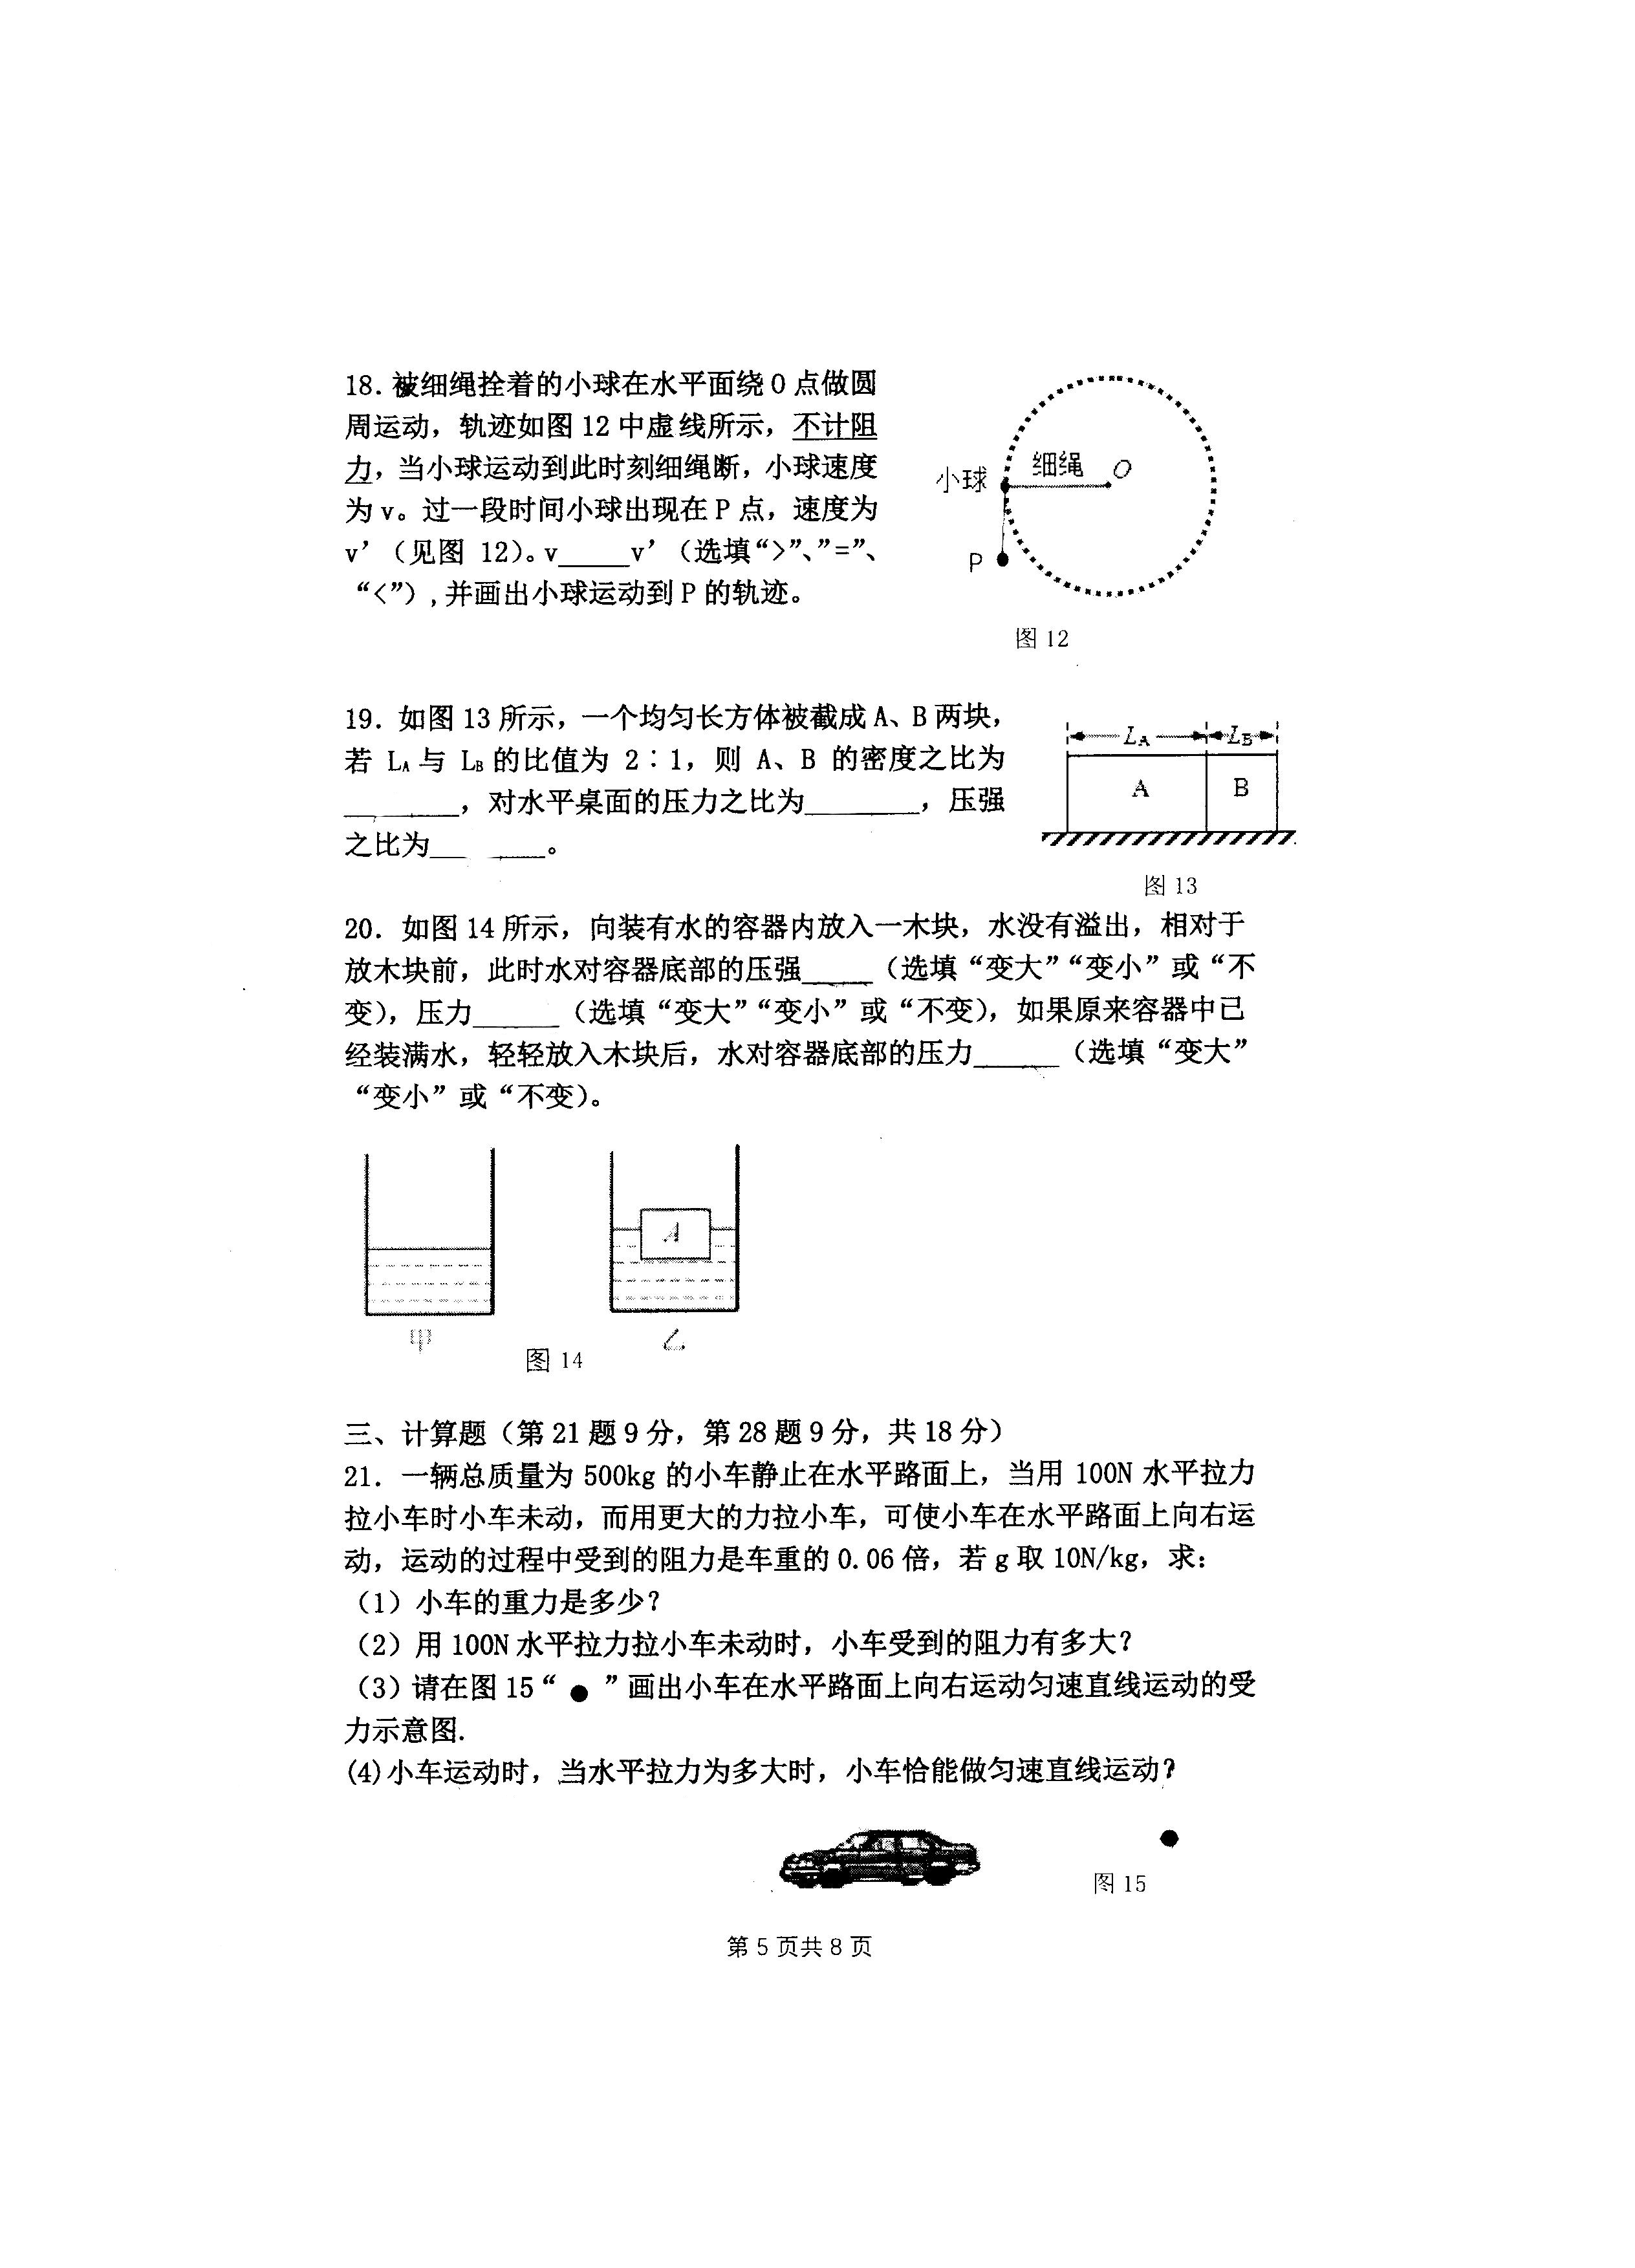 18. 被细绳拴着的小球在水平面绕 O 点做圆
周运动，轨迹如图 12 中虚线所示，不计阻
力，当小球运动到此时刻细绳断，小球速度
为 v。过一段时间小球出现在 P 点，速度为
v’（见图 12）。v_____v’（选填“>”、”=”、
“<”）,并画出小球运动到 P 的轨迹。
小球 细绳 O
P
图 12
19. 如图 13 所示，一个均匀长方体被截成 A、B 两块，
若 LA 与 LB 的比值为 2∶1，则 A、B 的密度之比为
________，对水平桌面的压力之比为________，压强
之比为________。
LA LB
A B
图 13
20. 如图 14 所示，向装有水的容器内放入一木块，水没有溢出，相对于
放木块前，此时水对容器底部的压强_____（选填“变大”“变小”或“不
变），压力______（选填“变大”“变小”或“不变），如果原来容器中已
经装满水，轻轻放入木块后，水对容器底部的压力______（选填“变大”
“变小”或“不变）。
A
甲 乙
图 14
三、计算题（第 21 题 9 分，第 28 题 9 分，共 18 分）
21. 一辆总质量为 500kg 的小车静止在水平路面上，当用 100N 水平拉力
拉小车时小车未动，而用更大的力拉小车，可使小车在水平路面上向右运
动，运动的过程中受到的阻力是车重的 0.06 倍，若 g 取 10N/kg，求：
（1）小车的重力是多少？
（2）用 100N 水平拉力拉小车未动时，小车受到的阻力有多大？
（3）请在图 15“ ● ”画出小车在水平路面上向右运动匀速直线运动的受
力示意图.
(4)小车运动时，当水平拉力为多大时，小车恰能做匀速直线运动？
图 15
第 5 页共 8 页